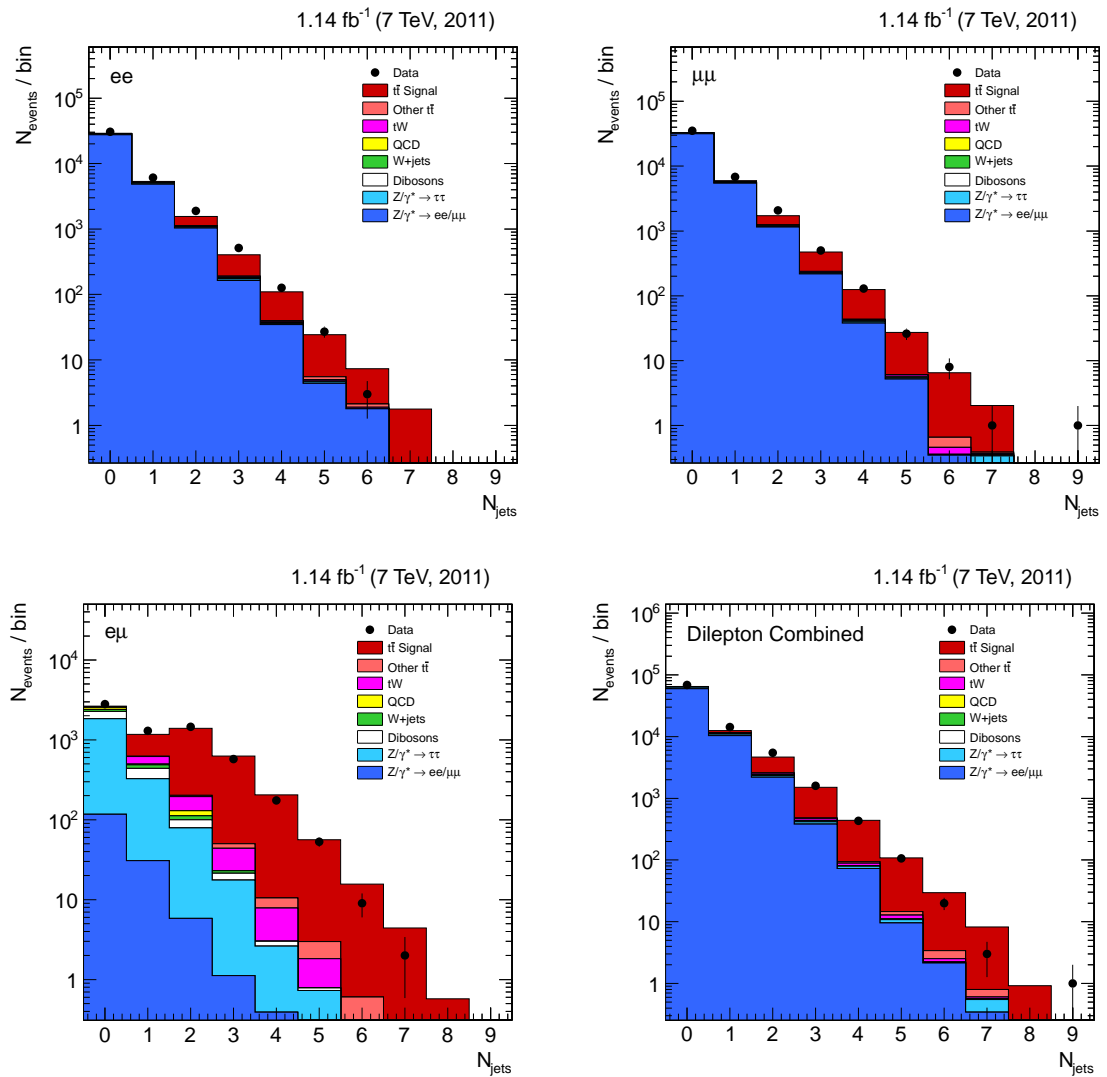 1.14 fb⁻¹ (7 TeV, 2011)
N_events / bin
ee
Data
tt̄ Signal
Other tt̄
tW
QCD
W+jets
Dibosons
Z/γ* → ττ
Z/γ* → ee/μμ
10⁵
10⁴
10³
10²
10
1
0 1 2 3 4 5 6 7 8 9
N_jets
1.14 fb⁻¹ (7 TeV, 2011)
N_events / bin
μμ
Data
tt̄ Signal
Other tt̄
tW
QCD
W+jets
Dibosons
Z/γ* → ττ
Z/γ* → ee/μμ
10⁵
10⁴
10³
10²
10
1
0 1 2 3 4 5 6 7 8 9
N_jets
1.14 fb⁻¹ (7 TeV, 2011)
N_events / bin
eμ
Data
tt̄ Signal
Other tt̄
tW
QCD
W+jets
Dibosons
Z/γ* → ττ
Z/γ* → ee/μμ
10⁴
10³
10²
10
1
0 1 2 3 4 5 6 7 8 9
N_jets
1.14 fb⁻¹ (7 TeV, 2011)
N_events / bin
Dilepton Combined
Data
tt̄ Signal
Other tt̄
tW
QCD
W+jets
Dibosons
Z/γ* → ττ
Z/γ* → ee/μμ
10⁶
10⁵
10⁴
10³
10²
10
1
0 1 2 3 4 5 6 7 8 9
N_jets